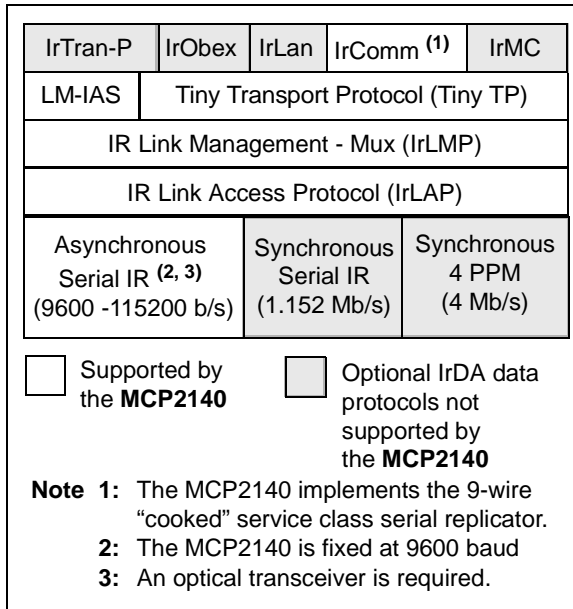 IrTran-P IrObex IrLan IrComm (1) IrMC
LM-IAS Tiny Transport Protocol (Tiny TP)
IR Link Management - Mux (IrLMP)
IR Link Access Protocol (IrLAP)
Asynchronous
Serial IR (2, 3)
(9600 -115200 b/s)
Synchronous
Serial IR
(1.152 Mb/s)
Synchronous
4 PPM
(4 Mb/s)
Supported by
the MCP2140
Optional IrDA data
protocols not
supported by
the MCP2140
Note 1: The MCP2140 implements the 9-wire
“cooked” service class serial replicator.
2: The MCP2140 is fixed at 9600 baud
3: An optical transceiver is required.